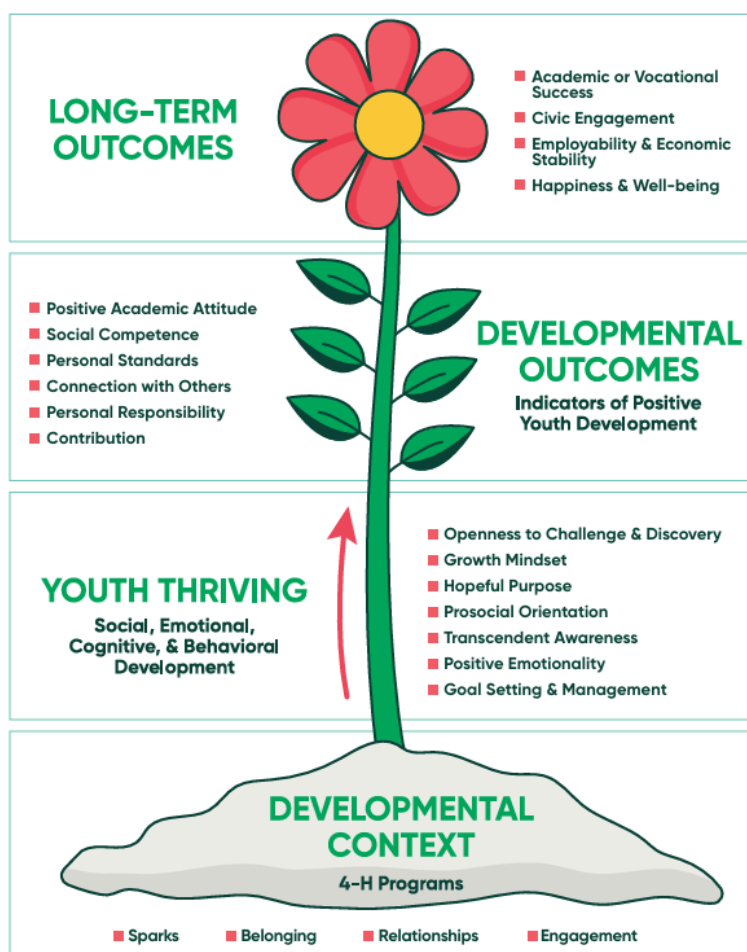 LONG-TERM
OUTCOMES
Academic or Vocational
Success
Civic Engagement
Employability & Economic
Stability
Happiness & Well-being
Positive Academic Attitude
Social Competence
Personal Standards
Connection with Others
Personal Responsibility
Contribution
DEVELOPMENTAL
OUTCOMES
Indicators of Positive
Youth Development
YOUTH THRIVING
Social, Emotional,
Cognitive, & Behavioral
Development
Openness to Challenge & Discovery
Growth Mindset
Hopeful Purpose
Prosocial Orientation
Transcendent Awareness
Positive Emotionality
Goal Setting & Management
DEVELOPMENTAL
CONTEXT
4-H Programs
Sparks Belonging Relationships Engagement